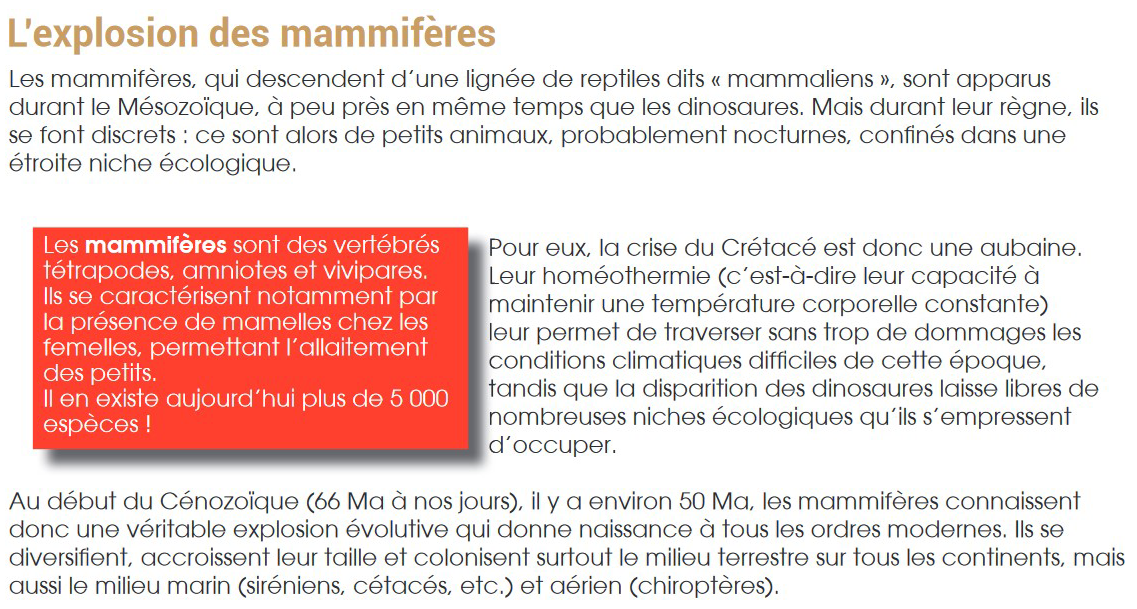 L'explosion des mammifères
Les mammifères, qui descendent d'une lignée de reptiles dits « mammaliens », sont apparus
durant le Mésozoïque, à peu près en même temps que les dinosaures. Mais durant leur règne, ils
se font discrets : ce sont alors de petits animaux, probablement nocturnes, confinés dans une
étroite niche écologique.
Les mammifères sont des vertébrés
tétrapodes, amniotes et vivipares.
Ils se caractérisent notamment par
la présence de mamelles chez les
femelles, permettant l'allaitement
des petits.
Il en existe aujourd'hui plus de 5 000
espèces !
Pour eux, la crise du Crétacé est donc une aubaine.
Leur homéothermie (c'est-à-dire leur capacité à
maintenir une température corporelle constante)
leur permet de traverser sans trop de dommages les
conditions climatiques difficiles de cette époque,
tandis que la disparition des dinosaures laisse libres de
nombreuses niches écologiques qu'ils s'empressent
d'occuper.
Au début du Cénozoïque (66 Ma à nos jours), il y a environ 50 Ma, les mammifères connaissent
donc une véritable explosion évolutive qui donne naissance à tous les ordres modernes. Ils se
diversifient, accroissent leur taille et colonisent surtout le milieu terrestre sur tous les continents, mais
aussi le milieu marin (siréniens, cétacés, etc.) et aérien (chiroptères).